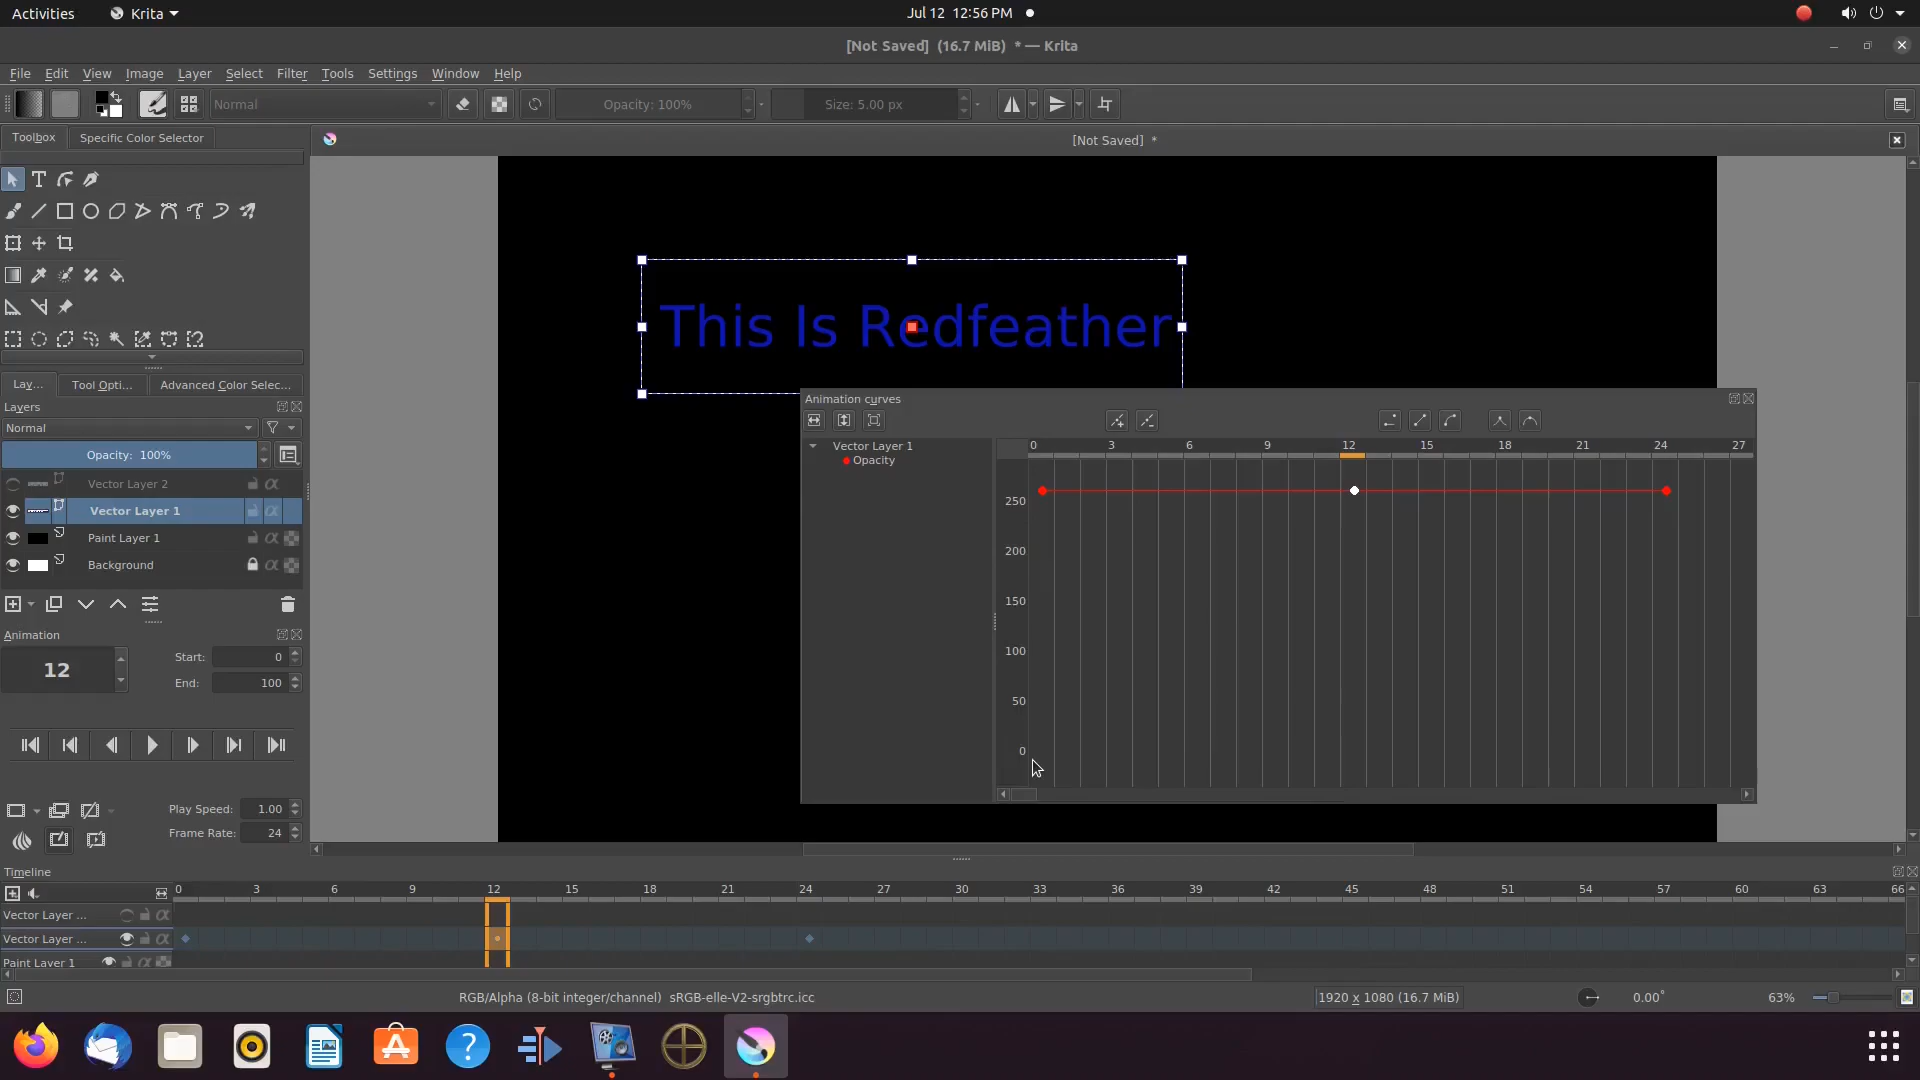 Activities Krita Jul 12 12:56 PM
[Not Saved] (16.7 MiB) * — Krita
File Edit View Image Layer Select Filter Tools Settings Window Help
Normal Opacity: 100% Size: 5.00 px
Toolbox Specific Color Selector [Not Saved] *
This Is Redfeather
Lay... Tool Opti... Advanced Color Selec...
Layers
Normal
Opacity: 100%
Vector Layer 2
Vector Layer 1
Paint Layer 1
Background
Animation curves
Vector Layer 1
Opacity
0 3 6 9 12 15 18 21 24 27
250
200
150
100
50
0
Animation
12
Start: 0
End: 100
Play Speed: 1.00
Frame Rate: 24
Timeline
0 3 6 9 12 15 18 21 24 27 30 33 36 39 42 45 48 51 54 57 60 63 66
Vector Layer ...
Vector Layer ...
Paint Layer 1
RGB/Alpha (8-bit integer/channel) sRGB-elle-V2-srgbtrc.icc 1920 x 1080 (16.7 MiB) 0.00° 63%